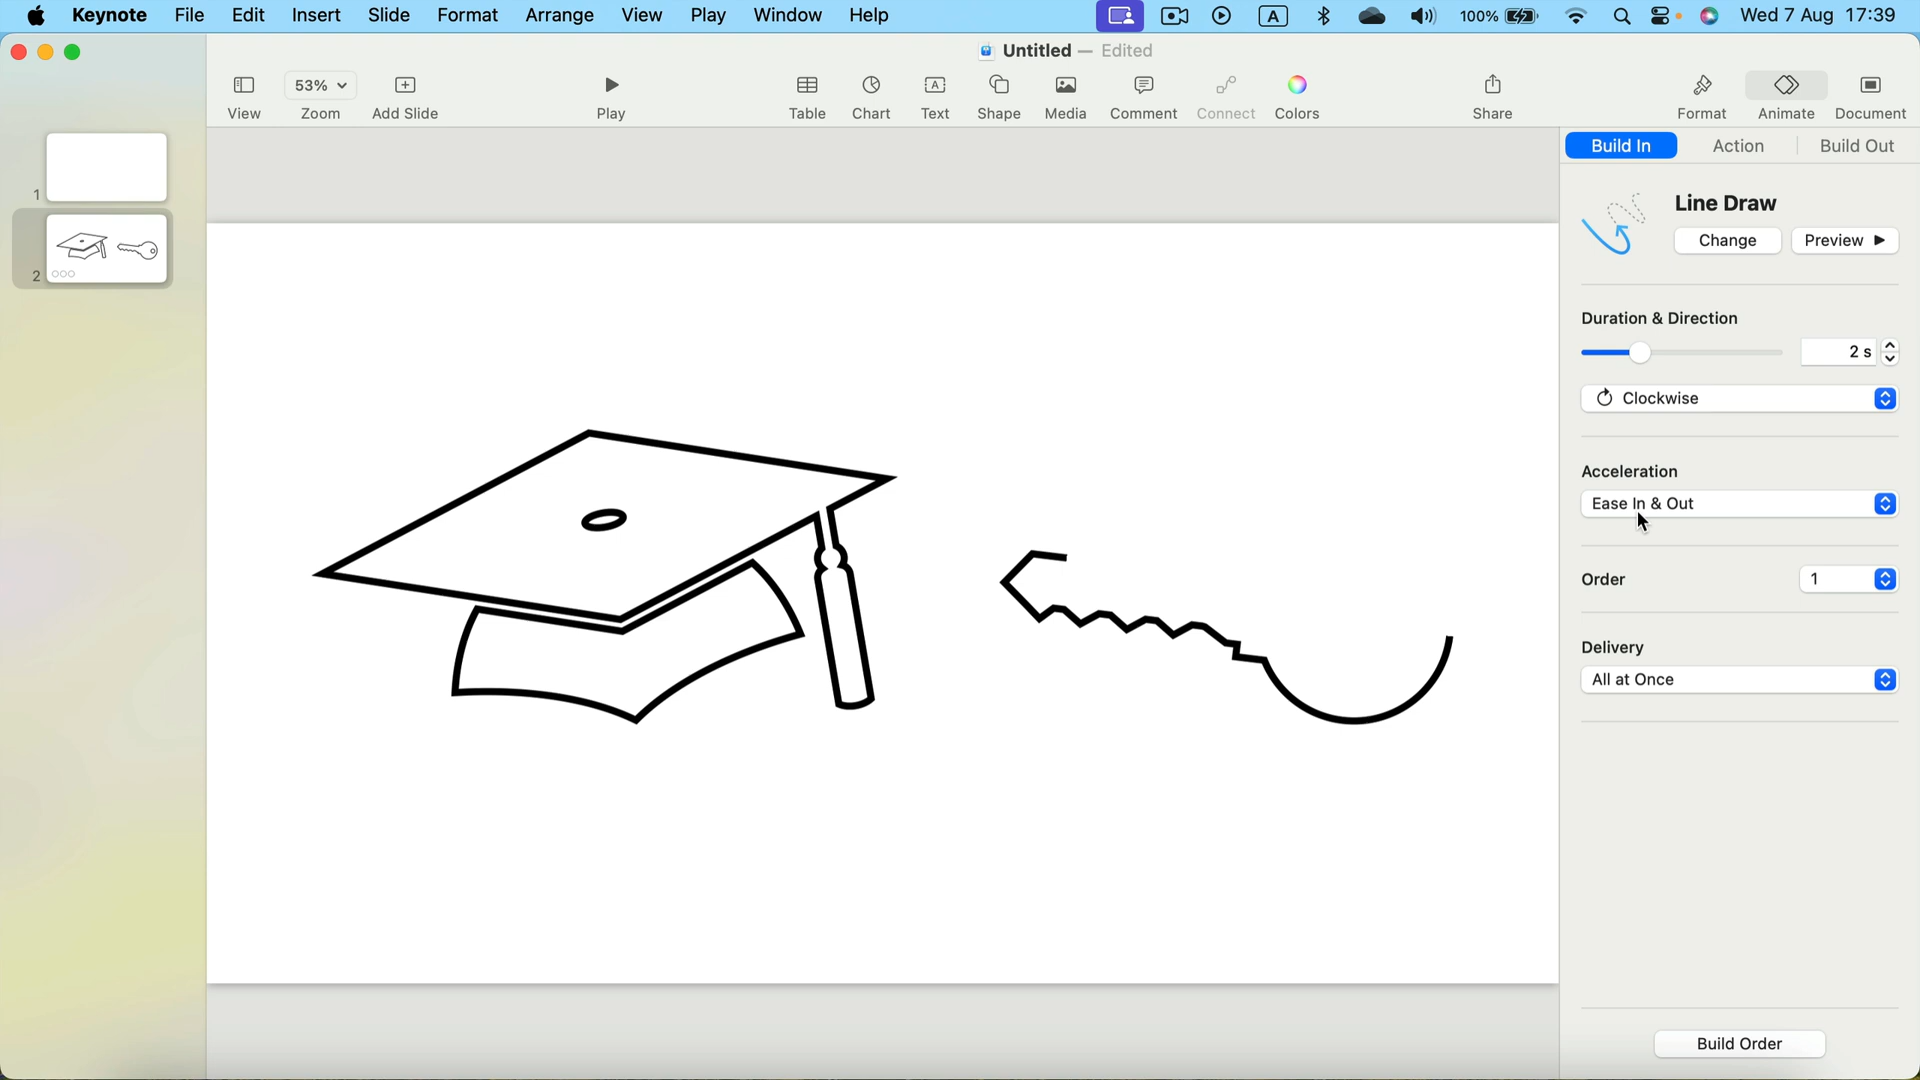 Keynote File Edit Insert Slide Format Arrange View Play Window Help A 100% Wed 7 Aug 17:39
Untitled — Edited
53%
View Zoom Add Slide Play Table Chart Text Shape Media Comment Connect Colors Share Format Animate Document
Build In Action Build Out
1
2
Line Draw
Change Preview
Duration & Direction
2 s
Clockwise
Acceleration
Ease In & Out
Order 1
Delivery
All at Once
Build Order